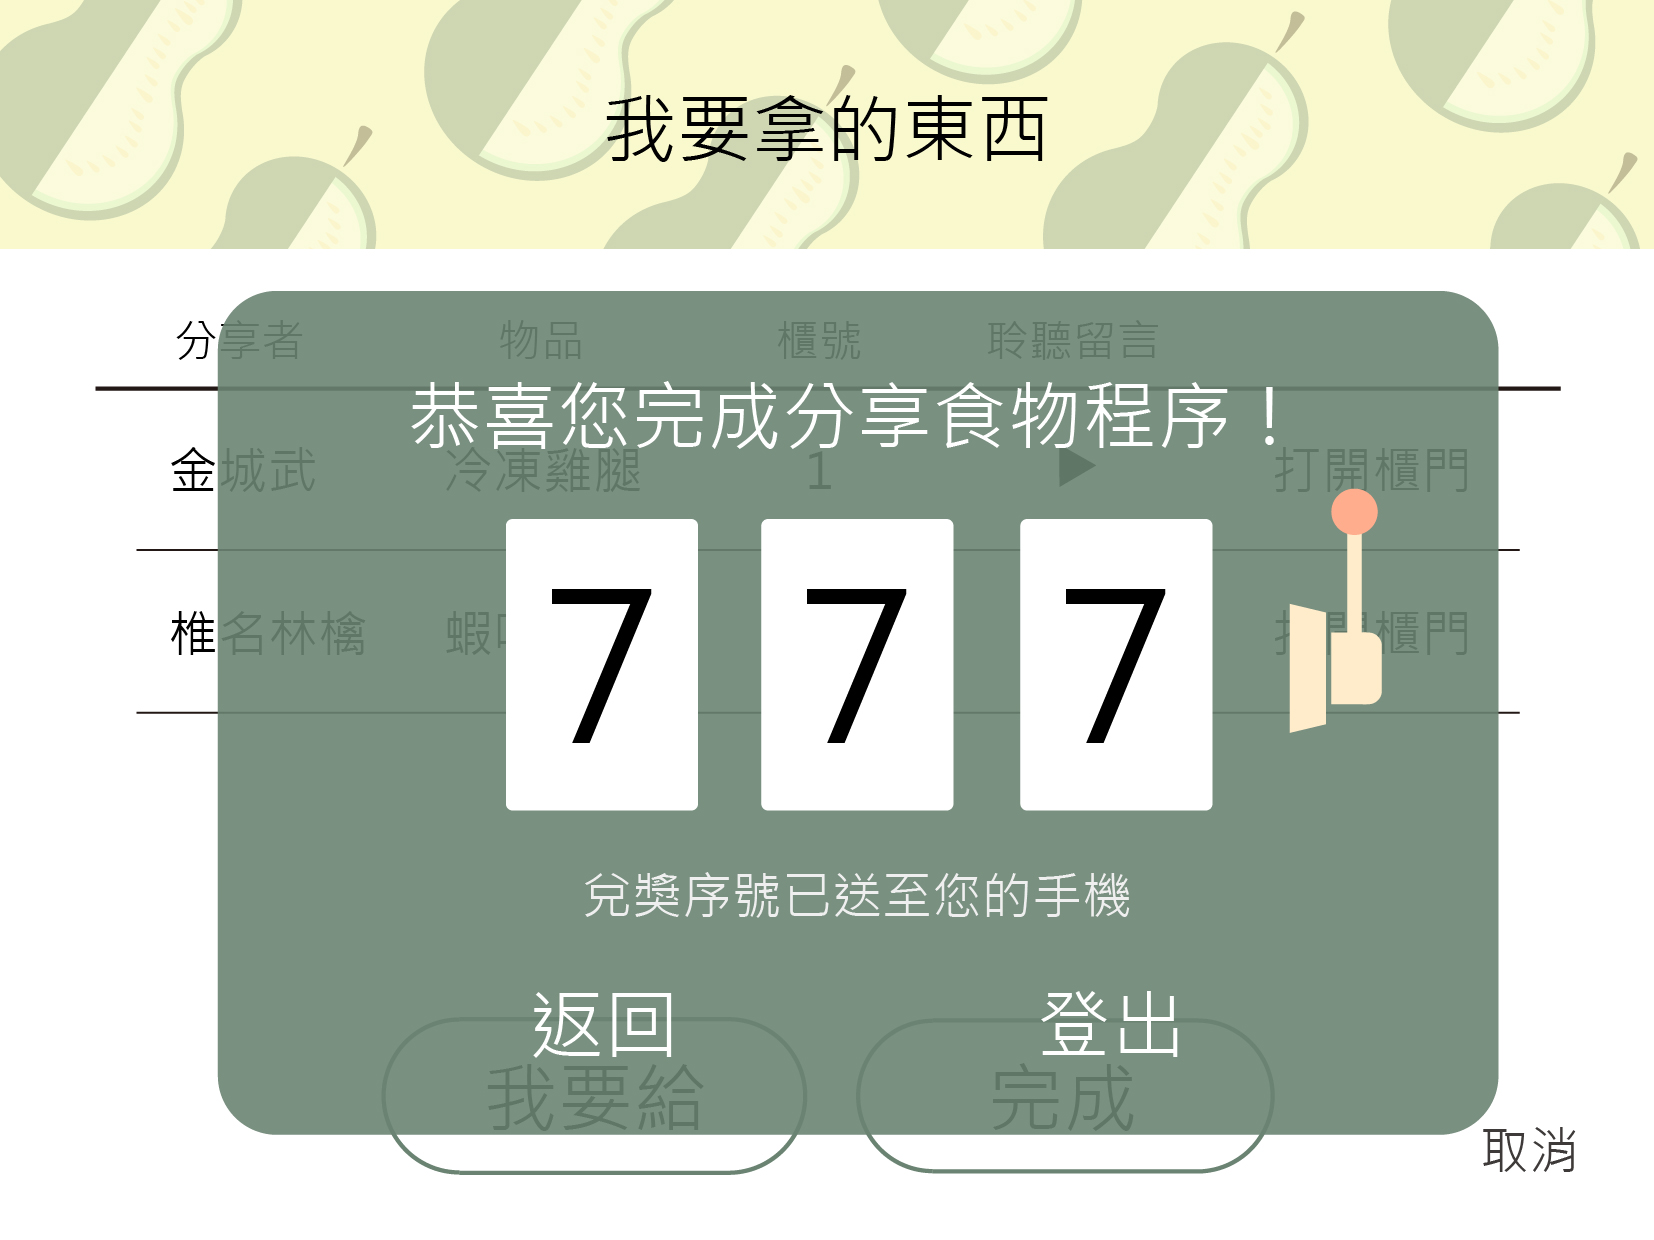 我要拿的東西
分享者 物品 櫃號 聆聽留言
恭喜您完成分享食物程序！
金城武 冷凍雞腿 1 打開櫃門
7 7 7
椎名林檎 蝦 櫃門
兌獎序號已送至您的手機
返回 登出
我要給 完成
取消